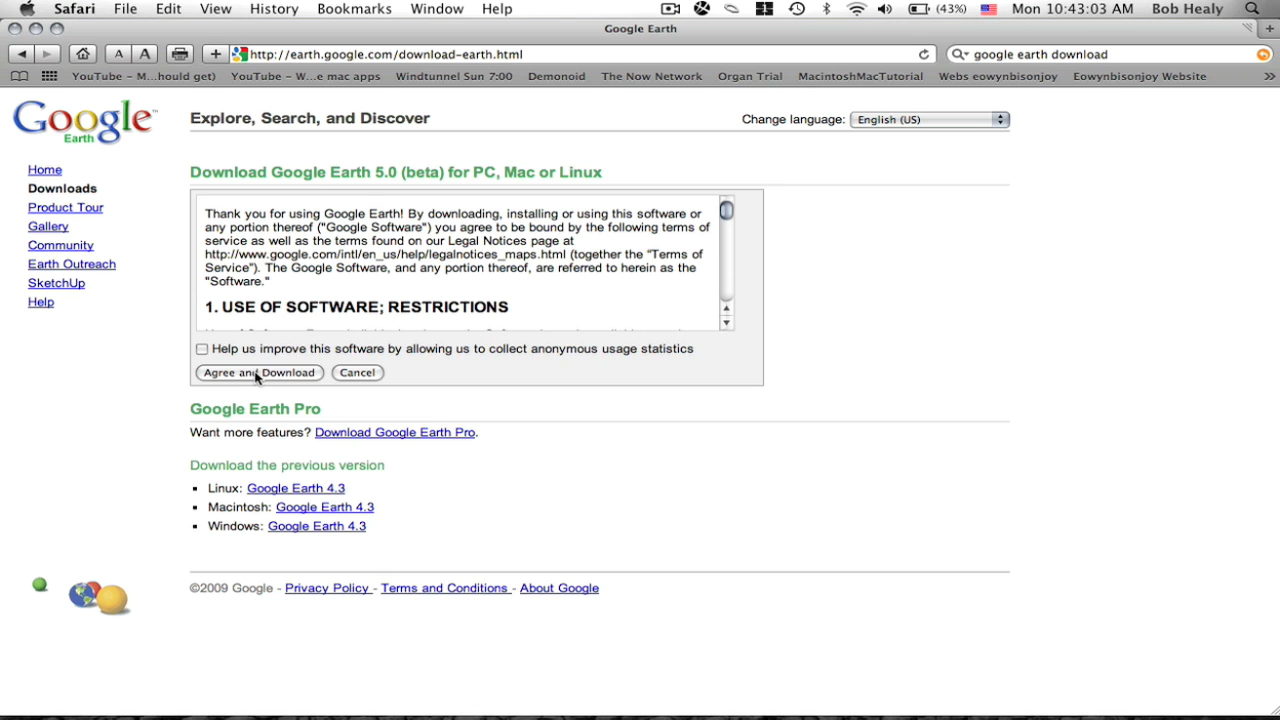 Safari File Edit View History Bookmarks Window Help (43%) Mon 10:43:03 AM Bob Healy
Google Earth
A A + http://earth.google.com/download-earth.html google earth download
YouTube - M...hould get) YouTube - W...e mac apps Windtunnel Sun 7:00 Demonoid The Now Network Organ Trial MacintoshMacTutorial Webs eowynbisonjoy Eowynbisonjoy Website >>
Google Earth
Explore, Search, and Discover
Change language: English (US)
Home
Downloads
Product Tour
Gallery
Community
Earth Outreach
SketchUp
Help
Download Google Earth 5.0 (beta) for PC, Mac or Linux
Thank you for using Google Earth! By downloading, installing or using this software or
any portion thereof ("Google Software") you agree to be bound by the following terms of
service as well as the terms found on our Legal Notices page at
http://www.google.com/intl/en_us/help/legalnotices_maps.html (together the "Terms of
Service"). The Google Software, and any portion thereof, are referred to herein as the
"Software."
1. USE OF SOFTWARE; RESTRICTIONS
Help us improve this software by allowing us to collect anonymous usage statistics
Agree and Download Cancel
Google Earth Pro
Want more features? Download Google Earth Pro.
Download the previous version
Linux: Google Earth 4.3
Macintosh: Google Earth 4.3
Windows: Google Earth 4.3
©2009 Google - Privacy Policy - Terms and Conditions - About Google